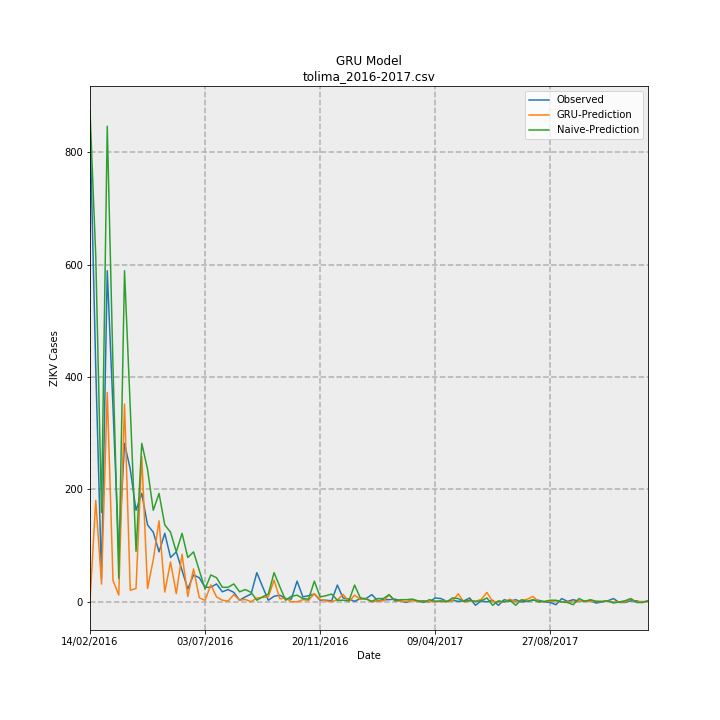 GRU Model
tolima_2016-2017.csv
Observed
GRU-Prediction
Naive-Prediction
ZIKV Cases
800
600
400
200
0
14/02/2016
03/07/2016
20/11/2016
09/04/2017
27/08/2017
Date